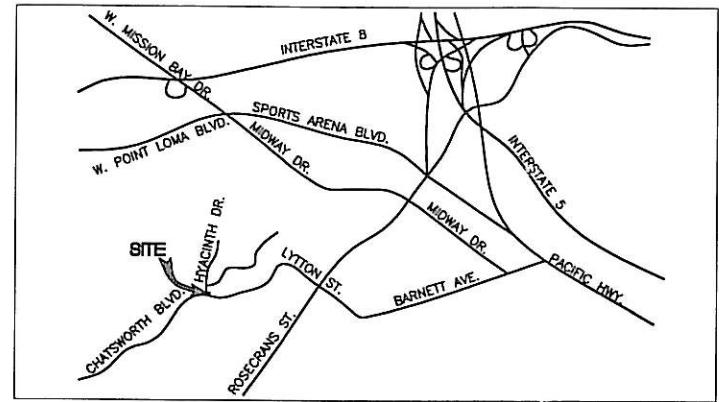 W. MISSION BAY DR.
INTERSTATE 8
SPORTS ARENA BLVD.
W. POINT LOMA BLVD.
MIDWAY DR.
INTERSTATE 5
MIDWAY DR.
HYACINTH DR.
SITE
LYTTON ST.
PACIFIC HWY.
BARNETT AVE.
CHATSWORTH BLVD.
ROSECRANS ST.